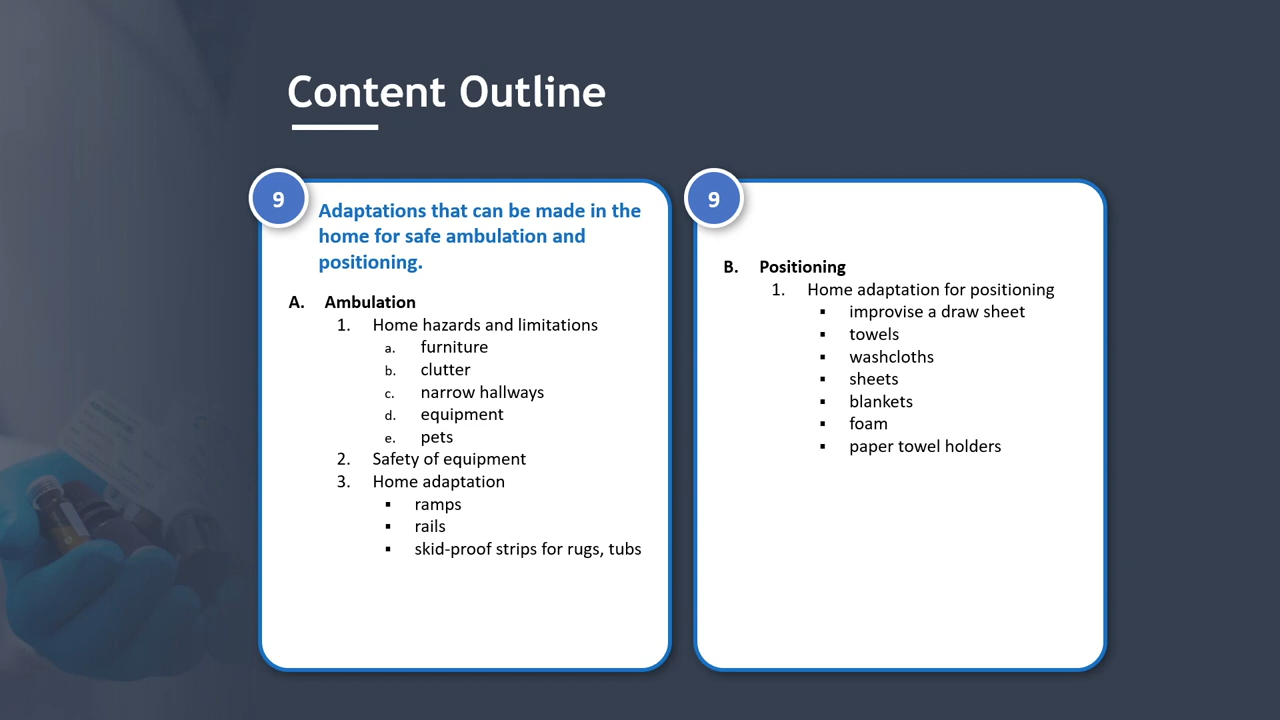 Content Outline
9
Adaptations that can be made in the
home for safe ambulation and
positioning.
A. Ambulation
1. Home hazards and limitations
a. furniture
b. clutter
c. narrow hallways
d. equipment
e. pets
2. Safety of equipment
3. Home adaptation
▪ ramps
▪ rails
▪ skid-proof strips for rugs, tubs
9
B. Positioning
1. Home adaptation for positioning
▪ improvise a draw sheet
▪ towels
▪ washcloths
▪ sheets
▪ blankets
▪ foam
▪ paper towel holders